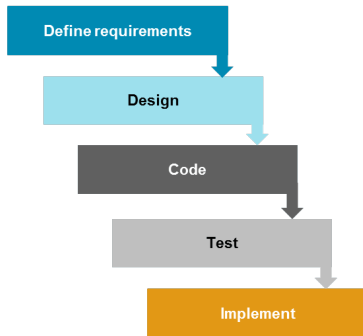 Define requirements
Design
Code
Test
Implement